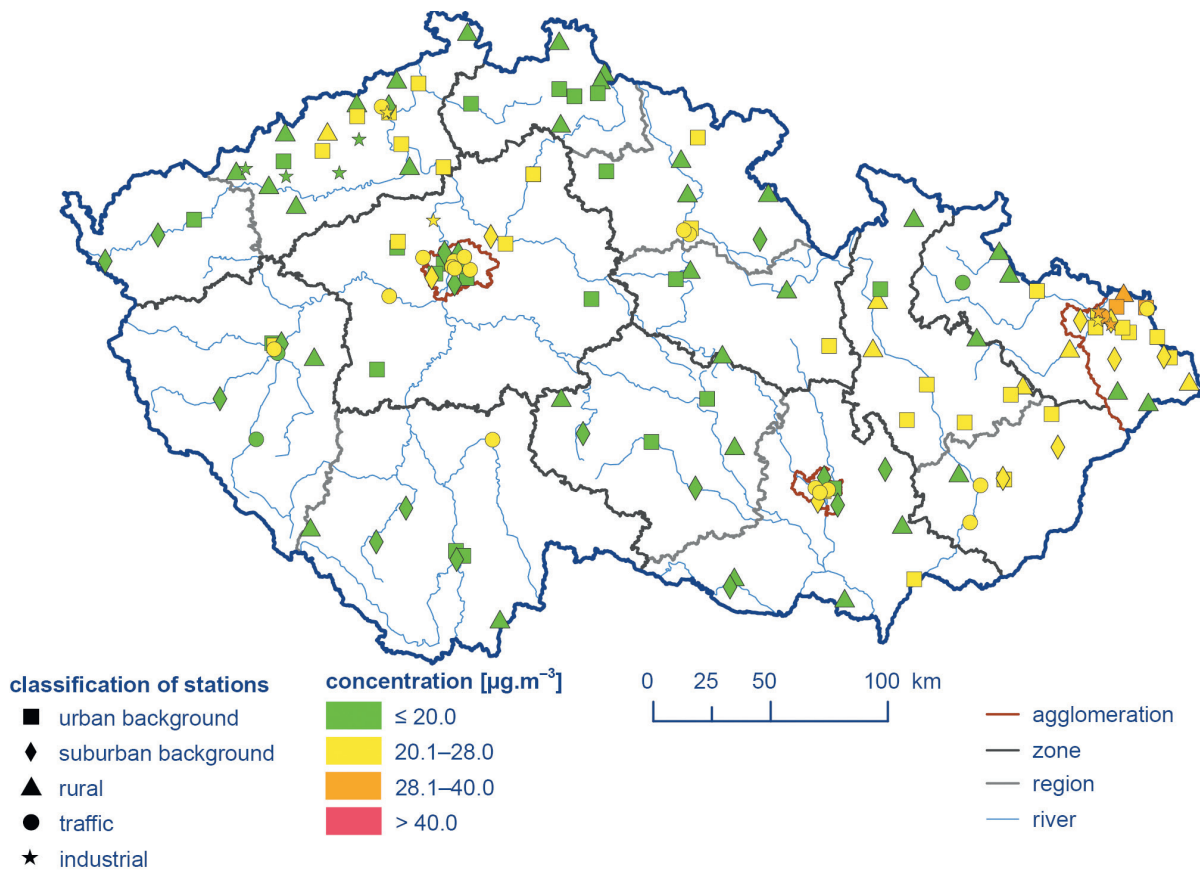 classification of stations
urban background
suburban background
rural
traffic
industrial
concentration [µg.m⁻³]
≤ 20.0
20.1–28.0
28.1–40.0
> 40.0
0 25 50 100 km
agglomeration
zone
region
river